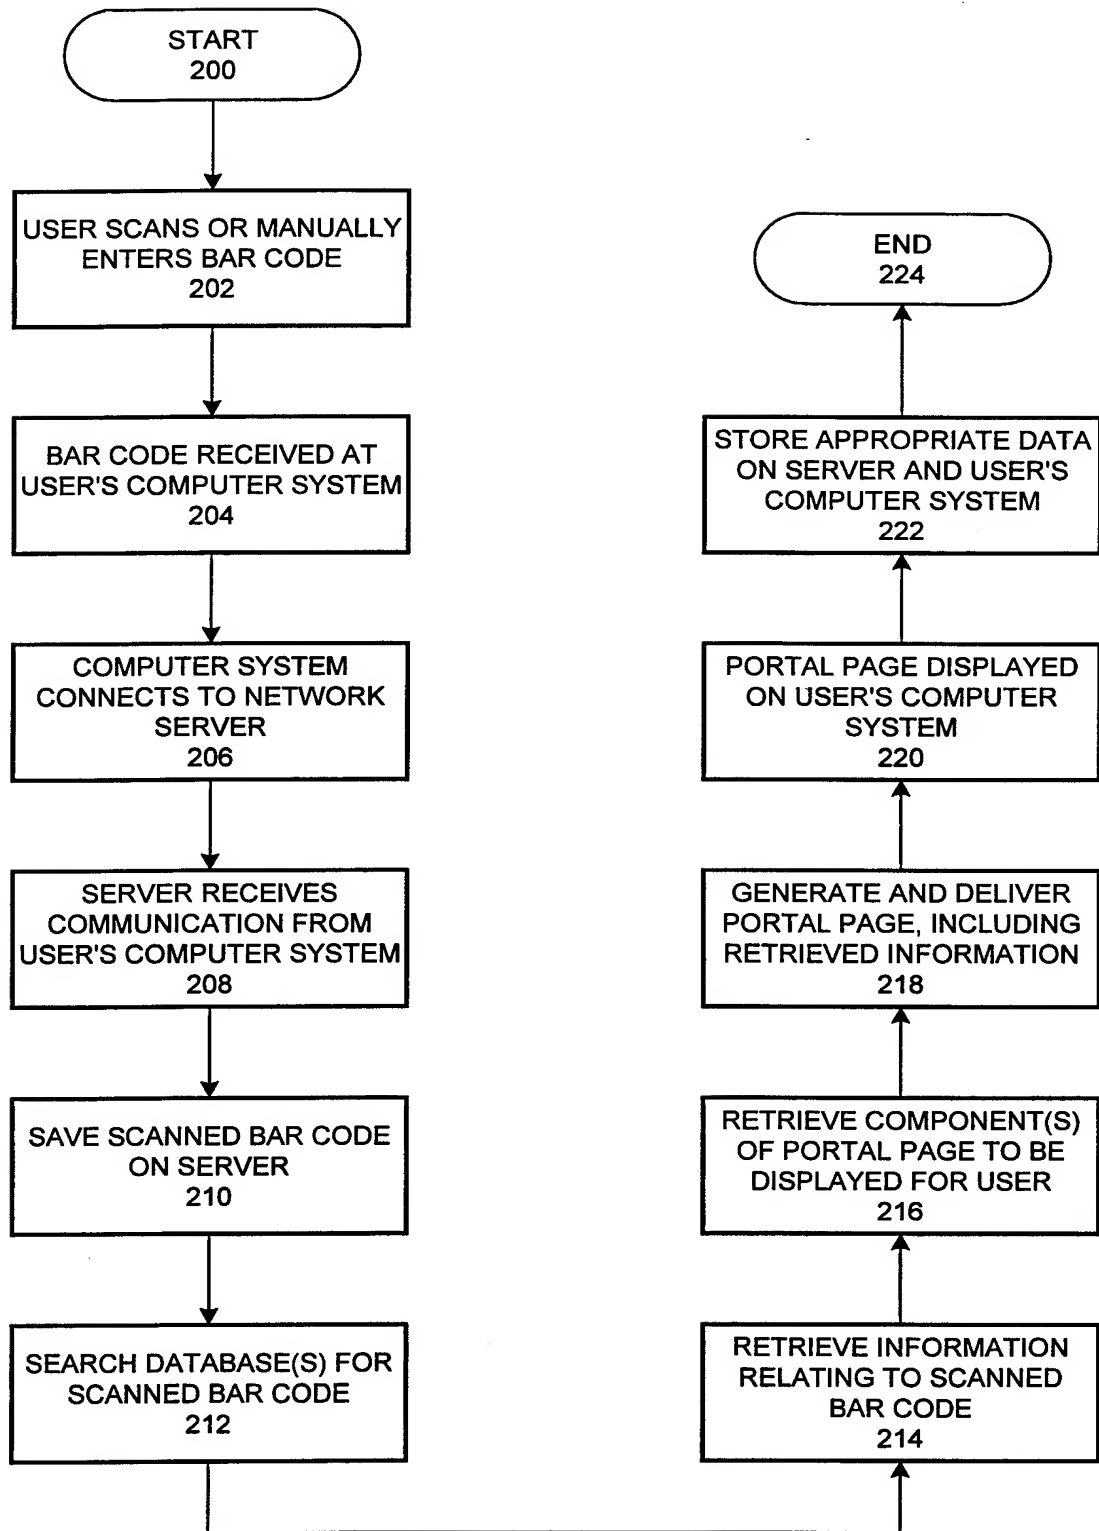 START
200
USER SCANS OR MANUALLY
ENTERS BAR CODE
202
BAR CODE RECEIVED AT
USER'S COMPUTER SYSTEM
204
COMPUTER SYSTEM
CONNECTS TO NETWORK
SERVER
206
SERVER RECEIVES
COMMUNICATION FROM
USER'S COMPUTER SYSTEM
208
SAVE SCANNED BAR CODE
ON SERVER
210
SEARCH DATABASE(S) FOR
SCANNED BAR CODE
212
RETRIEVE INFORMATION
RELATING TO SCANNED
BAR CODE
214
RETRIEVE COMPONENT(S)
OF PORTAL PAGE TO BE
DISPLAYED FOR USER
216
GENERATE AND DELIVER
PORTAL PAGE, INCLUDING
RETRIEVED INFORMATION
218
PORTAL PAGE DISPLAYED
ON USER'S COMPUTER
SYSTEM
220
STORE APPROPRIATE DATA
ON SERVER AND USER'S
COMPUTER SYSTEM
222
END
224